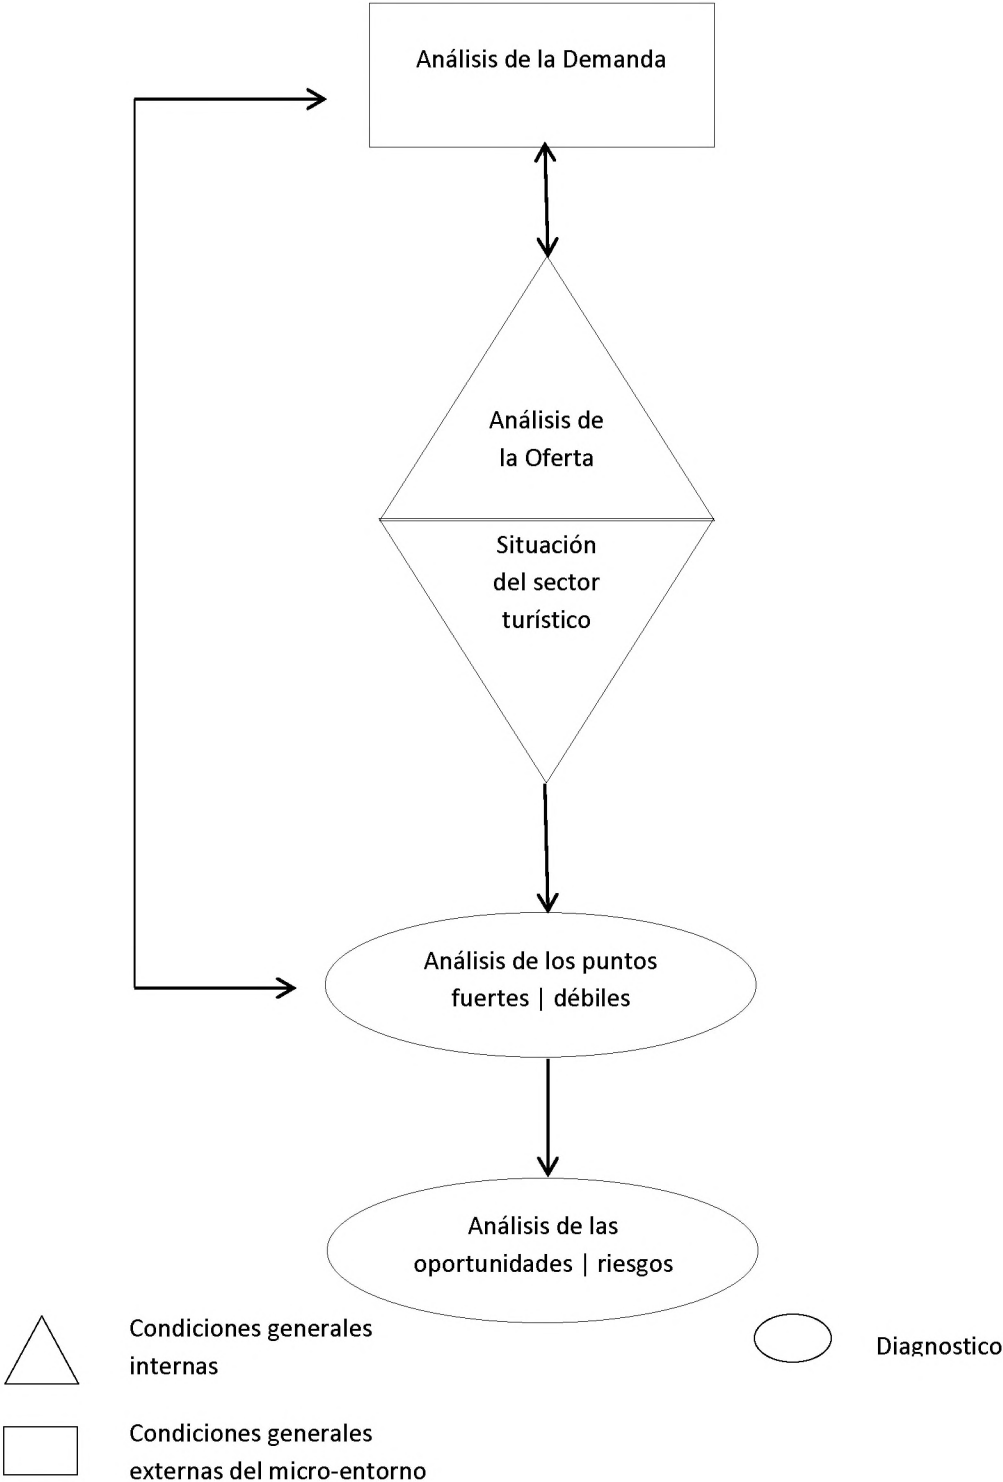 Análisis de la Demanda
Análisis de
la Oferta
Situación
del sector
turístico
Análisis de los puntos
fuertes | débiles
Análisis de las
oportunidades | riesgos
Condiciones generales
internas
Diagnostico
Condiciones generales
externas del micro-entorno